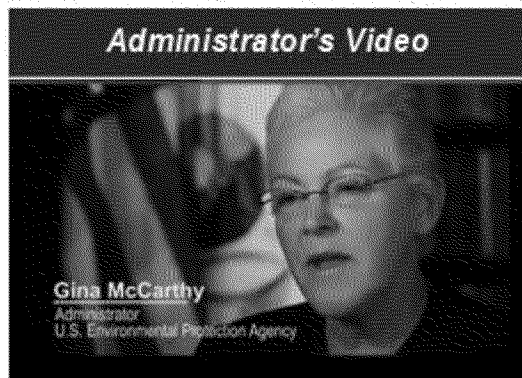 Administrator's Video
Gina McCarthy
Administrator
U.S. Environmental Protection Agency